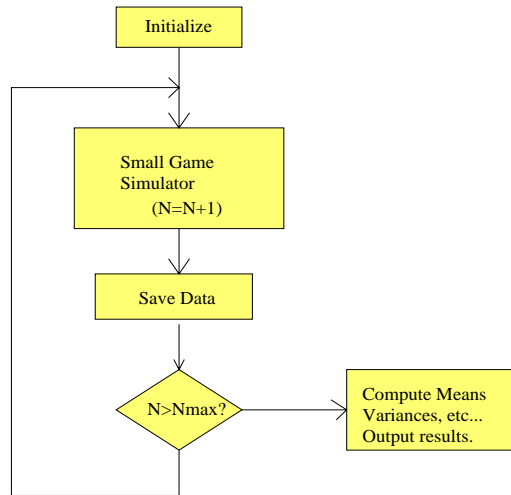 Initialize
Small Game
Simulator
(N=N+1)
Save Data
N>Nmax?
Compute Means
Variances, etc...
Output results.